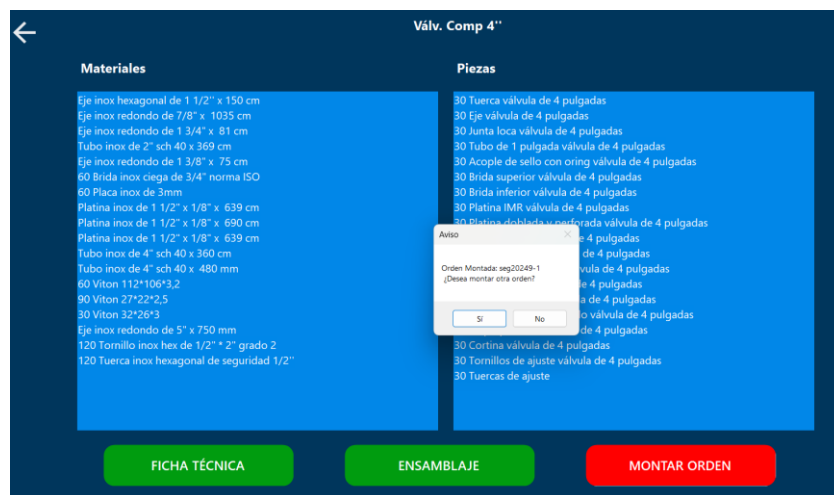 Válv. Comp 4''
Materiales
Eje inox hexagonal de 1 1/2'' x 150 cm
Eje inox redondo de 7/8" x  1035 cm
Eje inox redondo de 1 3/4" x  81 cm
Tubo inox de 2" sch 40 x 369 cm
Eje inox redondo de 1 3/8" x  75 cm
60 Brida inox ciega de 3/4" norma ISO
60 Placa inox de 3mm
Platina inox de 1 1/2" x 1/8" x  639 cm
Platina inox de 1 1/2" x 1/8" x  690 cm
Platina inox de 1 1/2" x 1/8" x  639 cm
Tubo inox de 4" sch 40 x 360 cm
Tubo inox de 4" sch 40 x  480 mm
60 Viton 112*106*3,2
90 Viton 27*22*2,5
30 Viton 32*26*3
Eje inox redondo de 5" x 750 mm
120 Tornillo inox hex de 1/2" * 2" grado 2
120 Tuerca inox hexagonal de seguridad 1/2''
Piezas
30 Tuerca válvula de 4 pulgadas
30 Eje válvula de 4 pulgadas
30 Junta loca válvula de 4 pulgadas
30 Tubo de 1 pulgada válvula de 4 pulgadas
30 Acople de sello con oring válvula de 4 pulgadas
30 Brida superior válvula de 4 pulgadas
30 Brida inferior válvula de 4 pulgadas
30 Platina IMR válvula de 4 pulgadas
30 Platina doblada y perforada válvula de 4 pulgadas
e 4 pulgadas
de 4 pulgadas
vula de 4 pulgadas
de 4 pulgadas
a de 4 pulgadas
o válvula de 4 pulgadas
de 4 pulgadas
30 Cortina válvula de 4 pulgadas
30 Tornillos de ajuste válvula de 4 pulgadas
30 Tuercas de ajuste
Aviso
Orden Montada: seg20249-1
¿Desea montar otra orden?
Sí
No
FICHA TÉCNICA
ENSAMBLAJE
MONTAR ORDEN